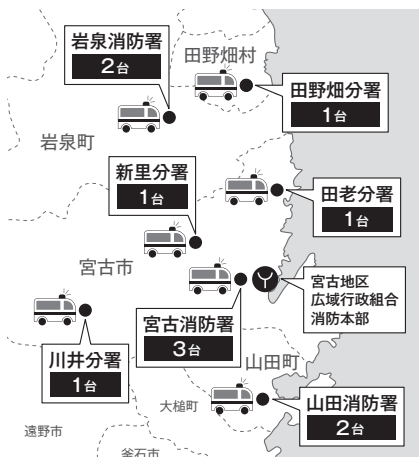 岩泉消防署
2台
田野畑村
田野畑分署
1台
岩泉町
新里分署
1台
田老分署
1台
宮古市
宮古地区
広域行政組合
消防本部
宮古消防署
3台
川井分署
1台
山田町
山田消防署
2台
大槌町
遠野市
釜石市